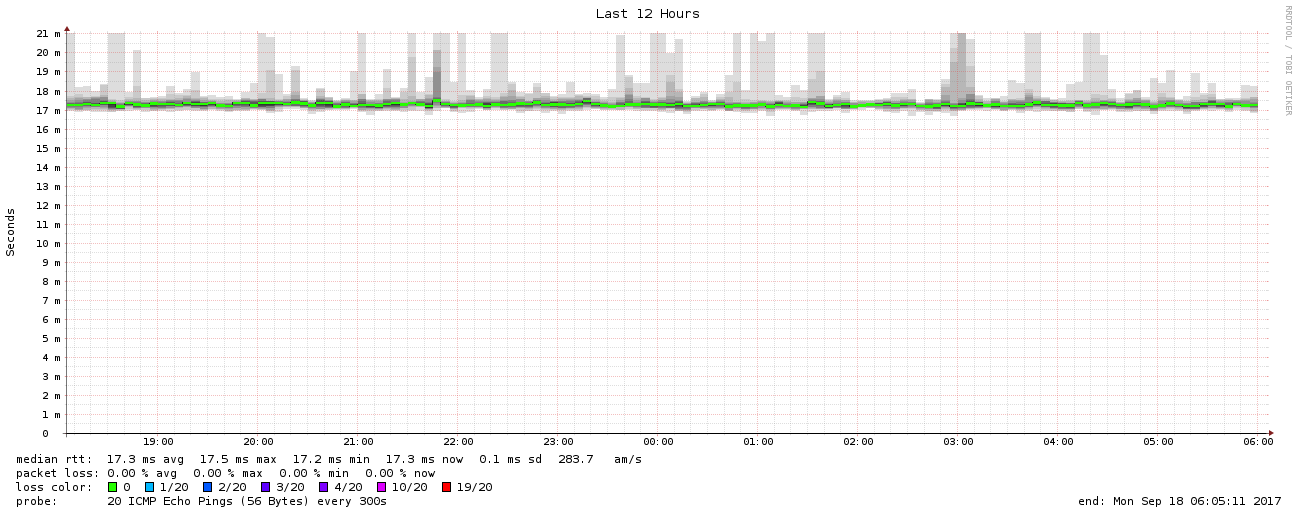 Last 12 Hours
RRDTOOL / TOBI OETIKER
Seconds
21 m
20 m
19 m
18 m
17 m
16 m
15 m
14 m
13 m
12 m
11 m
10 m
9 m
8 m
7 m
6 m
5 m
4 m
3 m
2 m
1 m
0
19:00 20:00 21:00 22:00 23:00 00:00 01:00 02:00 03:00 04:00 05:00 06:00
median rtt: 17.3 ms avg 17.5 ms max 17.2 ms min 17.3 ms now 0.1 ms sd 283.7 am/s
packet loss: 0.00 % avg 0.00 % max 0.00 % min 0.00 % now
loss color: 0 1/20 2/20 3/20 4/20 10/20 19/20
probe: 20 ICMP Echo Pings (56 Bytes) every 300s end: Mon Sep 18 06:05:11 2017